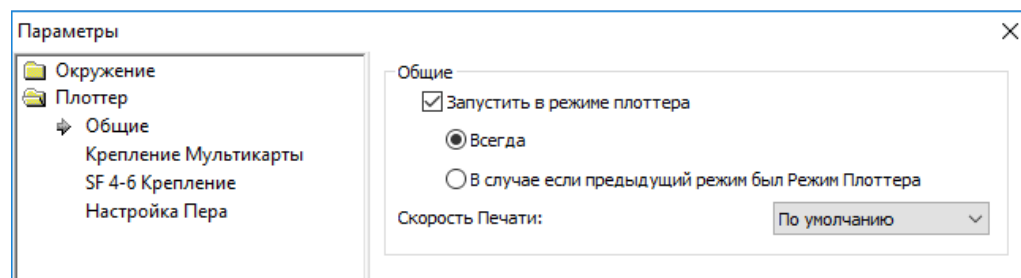 Параметры
Окружение
Плоттер
Общие
Крепление Мультикарты
SF 4-6 Крепление
Настройка Пера
Общие
Запустить в режиме плоттера
Всегда
В случае если предыдущий режим был Режим Плоттера
Скорость Печати: По умолчанию